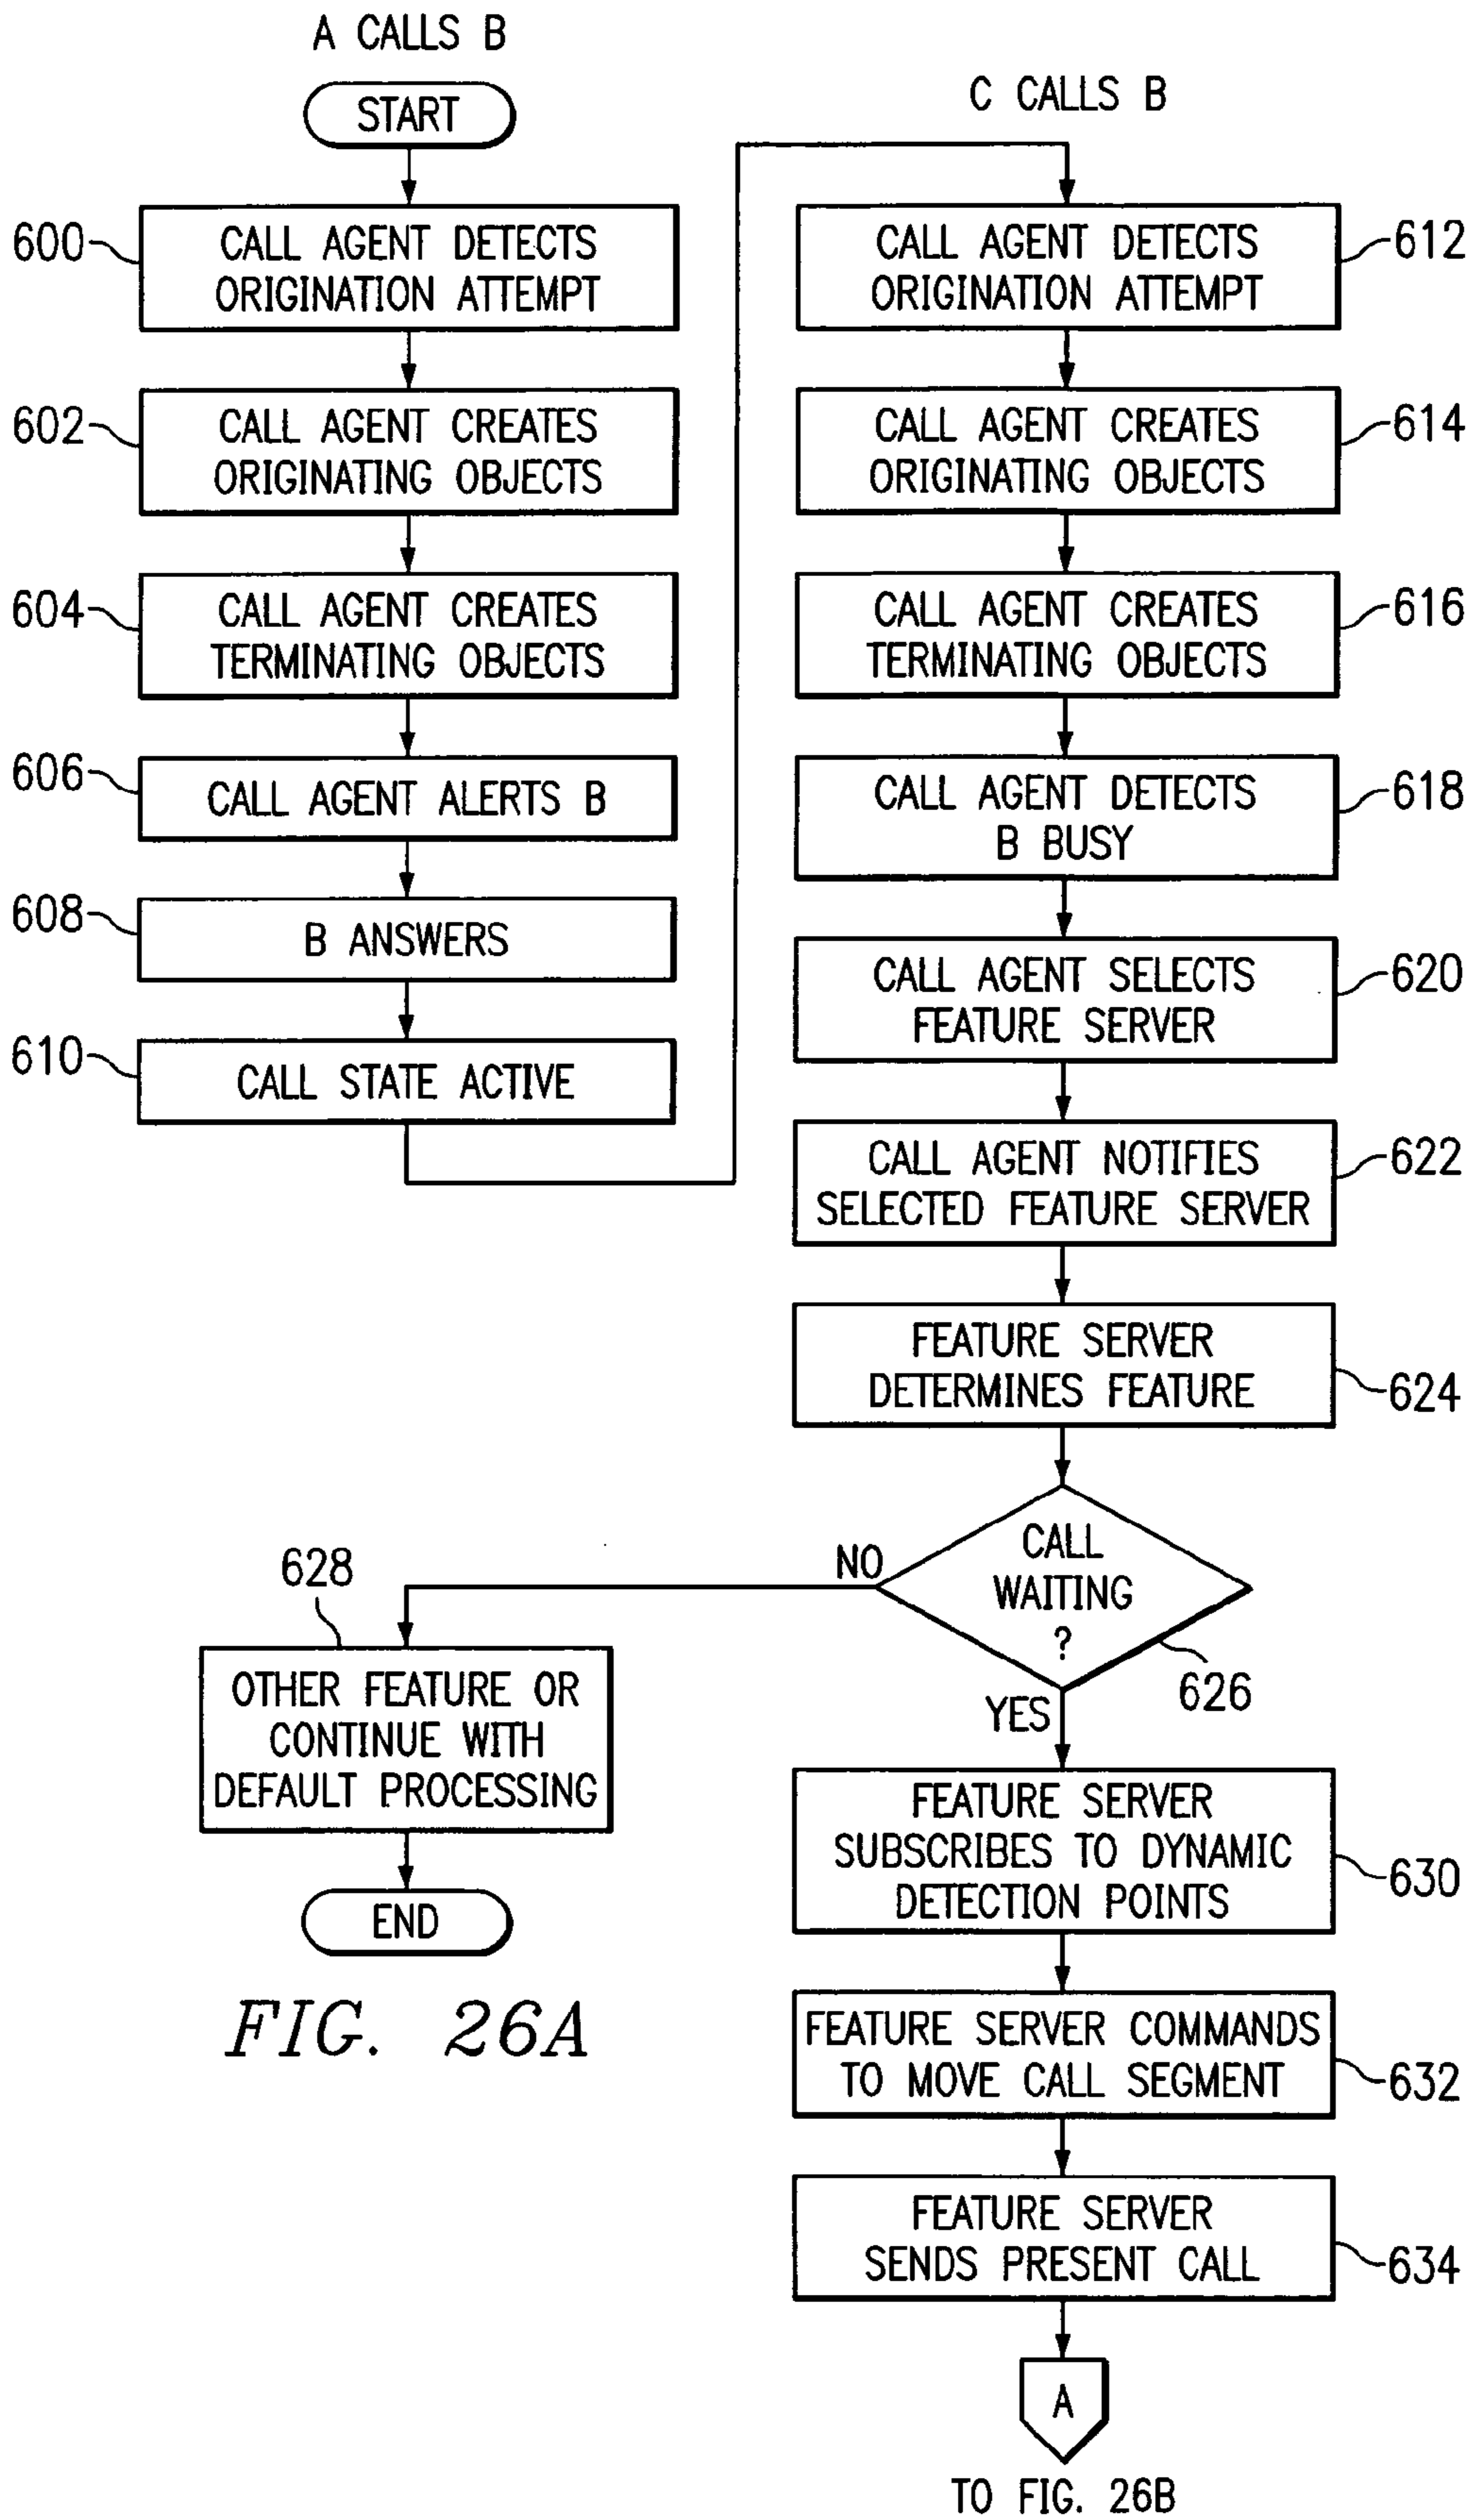 A CALLS B
START
600
CALL AGENT DETECTS
ORIGINATION ATTEMPT
602
CALL AGENT CREATES
ORIGINATING OBJECTS
604
CALL AGENT CREATES
TERMINATING OBJECTS
606
CALL AGENT ALERTS B
608
B ANSWERS
610
CALL STATE ACTIVE
C CALLS B
CALL AGENT DETECTS
ORIGINATION ATTEMPT
612
CALL AGENT CREATES
ORIGINATING OBJECTS
614
CALL AGENT CREATES
TERMINATING OBJECTS
616
CALL AGENT DETECTS
B BUSY
618
CALL AGENT SELECTS
FEATURE SERVER
620
CALL AGENT NOTIFIES
SELECTED FEATURE SERVER
622
FEATURE SERVER
DETERMINES FEATURE
624
CALL
WAITING
?
626
NO
628
OTHER FEATURE OR
CONTINUE WITH
DEFAULT PROCESSING
END
YES
FEATURE SERVER
SUBSCRIBES TO DYNAMIC
DETECTION POINTS
630
FEATURE SERVER COMMANDS
TO MOVE CALL SEGMENT
632
FEATURE SERVER
SENDS PRESENT CALL
634
A
TO FIG. 26B
FIG. 26A